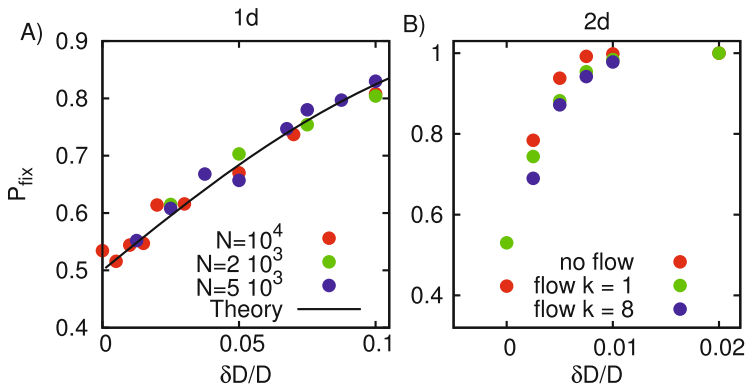 1d
A)
0.9
0.8
0.7
0.6
0.5
0.4
P_fix
N=10^4
N=2 10^3
N=5 10^3
Theory
0 0.05 0.1
δD/D
2d
B)
1
0.8
0.6
0.4
no flow
flow k = 1
flow k = 8
0 0.01 0.02
δD/D